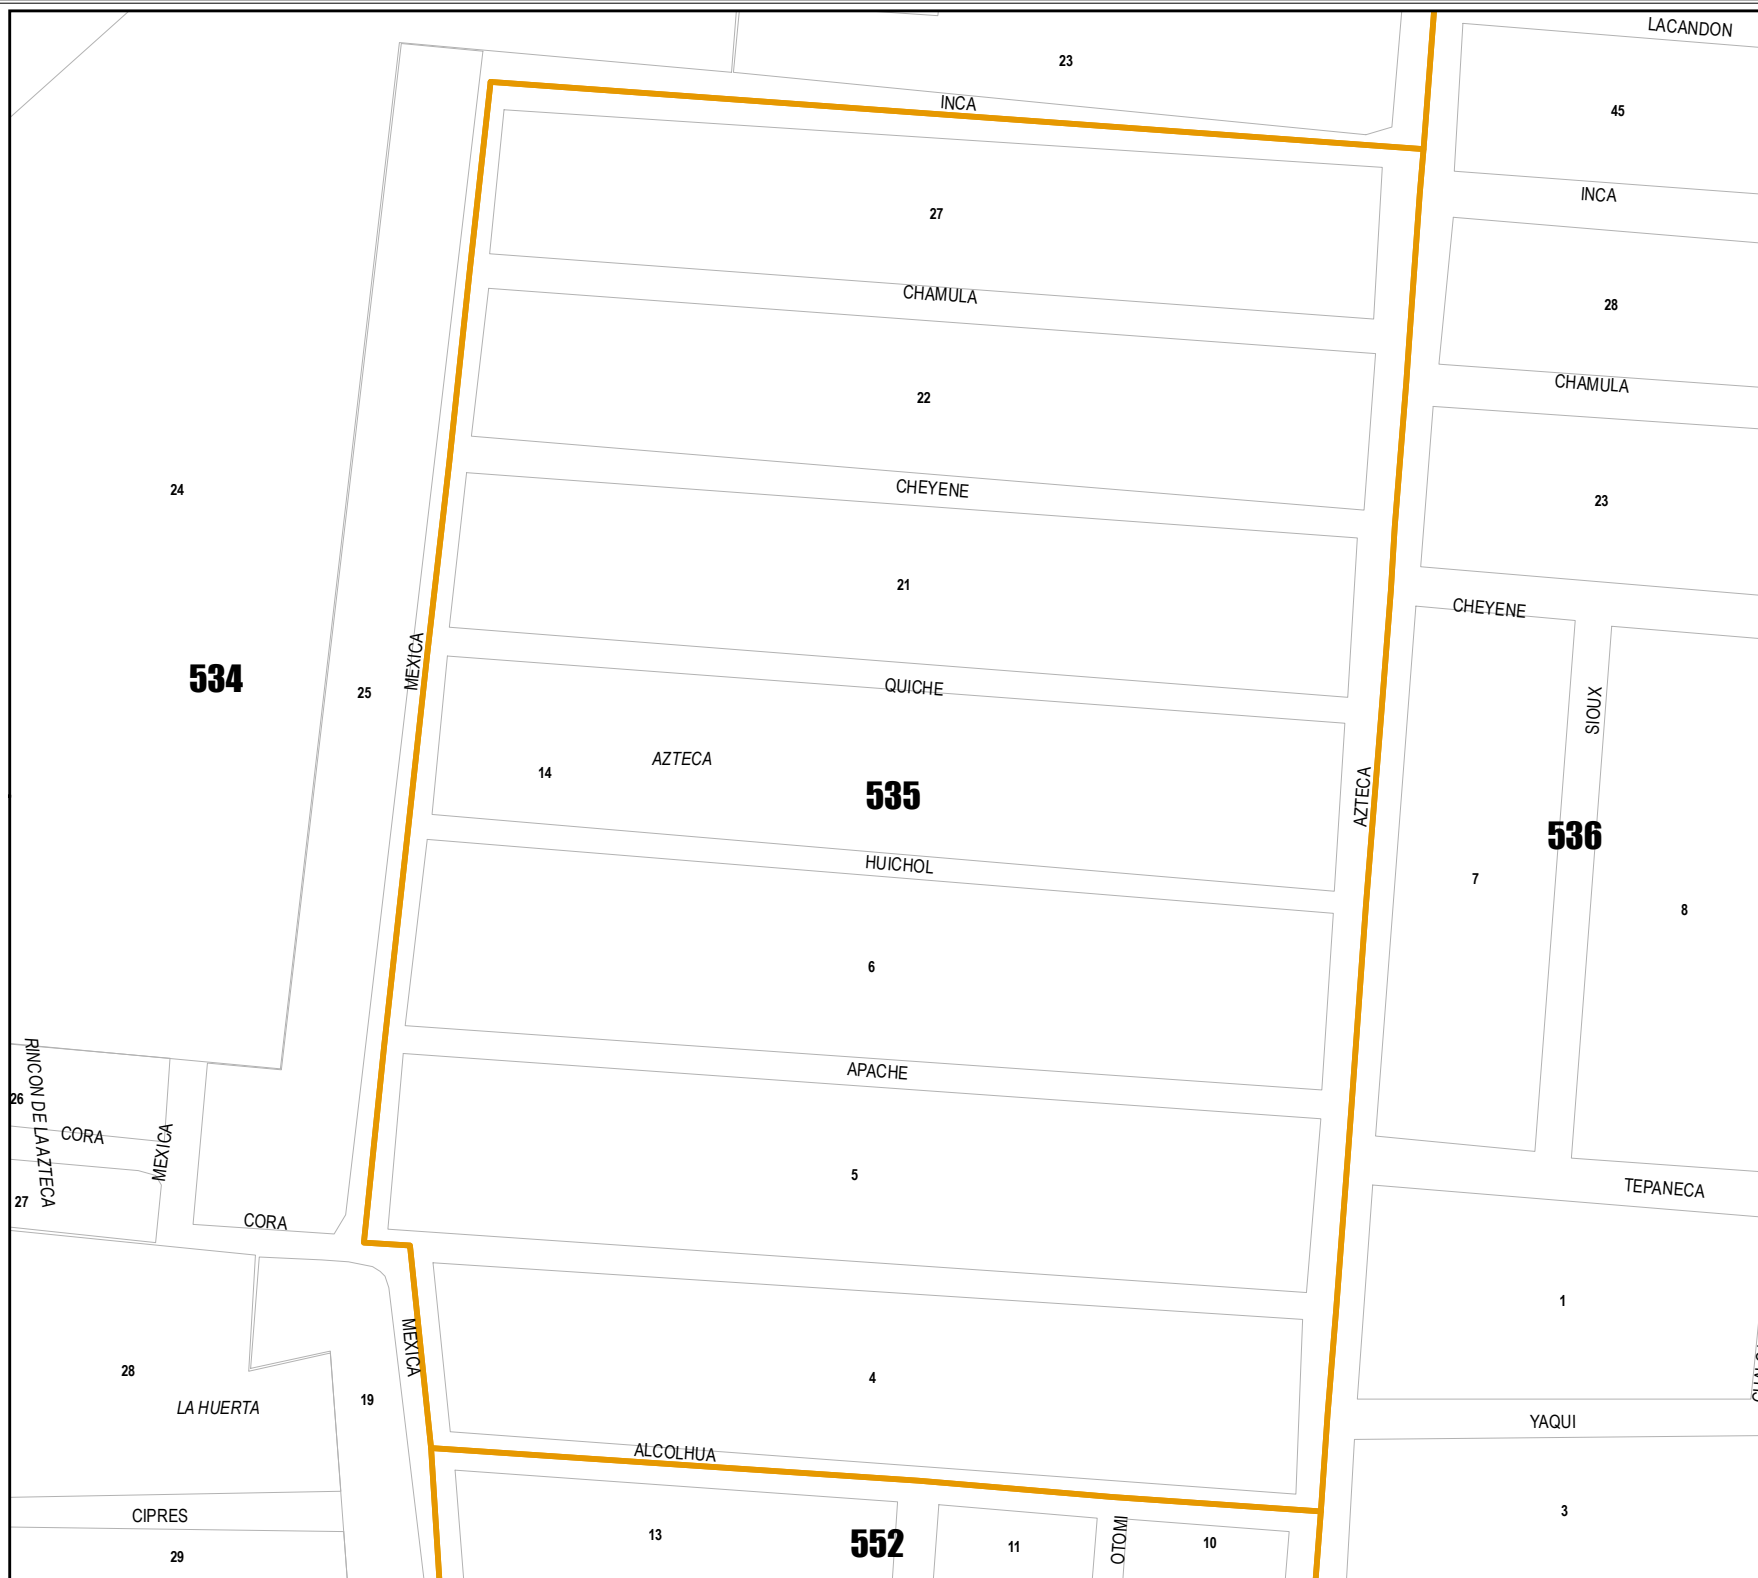 LACANDON
23
INCA
45
INCA
27
CHAMULA
28
CHAMULA
22
24
CHEYENE
23
21
CHEYENE
534
25
MEXICA
QUICHE
SIOUX
AZTECA
14
535
AZTECA
536
HUICHOL
7
8
6
APACHE
RINCON DE LA AZTECA
26
CORA
MEXICA
5
TEPANECA
27
CORA
1
MEXICA
28
4
19
LA HUERTA
YAQUI
ALCOLHUA
CIPRES
3
13
552
11
OTOMI
10
29